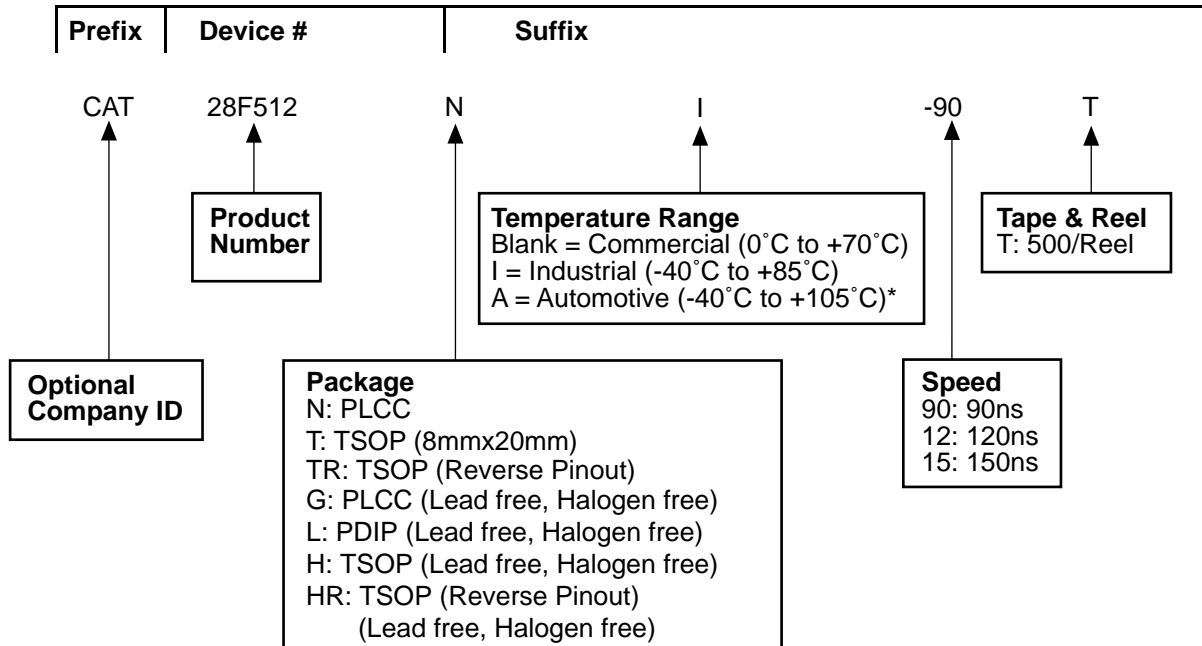 Prefix Device # Suffix
CAT 28F512 N I -90 T
Product
Number
Temperature Range
Blank = Commercial (0˚C to +70˚C)
I = Industrial (-40˚C to +85˚C)
A = Automotive (-40˚C to +105˚C)*
Tape & Reel
T: 500/Reel
Optional
Company ID
Package
N: PLCC
T: TSOP (8mmx20mm)
TR: TSOP (Reverse Pinout)
G: PLCC (Lead free, Halogen free)
L: PDIP (Lead free, Halogen free)
H: TSOP (Lead free, Halogen free)
HR: TSOP (Reverse Pinout)
(Lead free, Halogen free)
Speed
90: 90ns
12: 120ns
15: 150ns